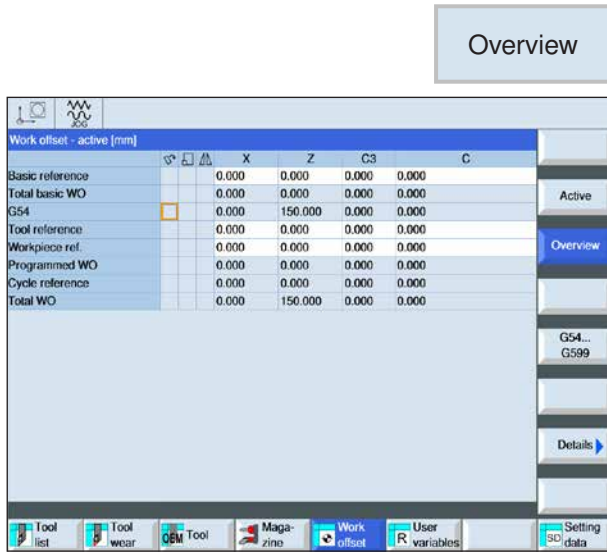 Overview
JOG
Work offset - active [mm]
X Z C3 C
Basic reference 0.000 0.000 0.000 0.000
Total basic WO 0.000 0.000 0.000 0.000
G54 0.000 150.000 0.000 0.000
Tool reference 0.000 0.000 0.000 0.000
Workpiece ref. 0.000 0.000 0.000 0.000
Programmed WO 0.000 0.000 0.000 0.000
Cycle reference 0.000 0.000 0.000 0.000
Total WO 0.000 150.000 0.000 0.000
Active
Overview
G54...
G599
Details
Tool
list
Tool
wear
OEM Tool
Maga-
zine
Work
offset
User
R variables
Setting
SD data